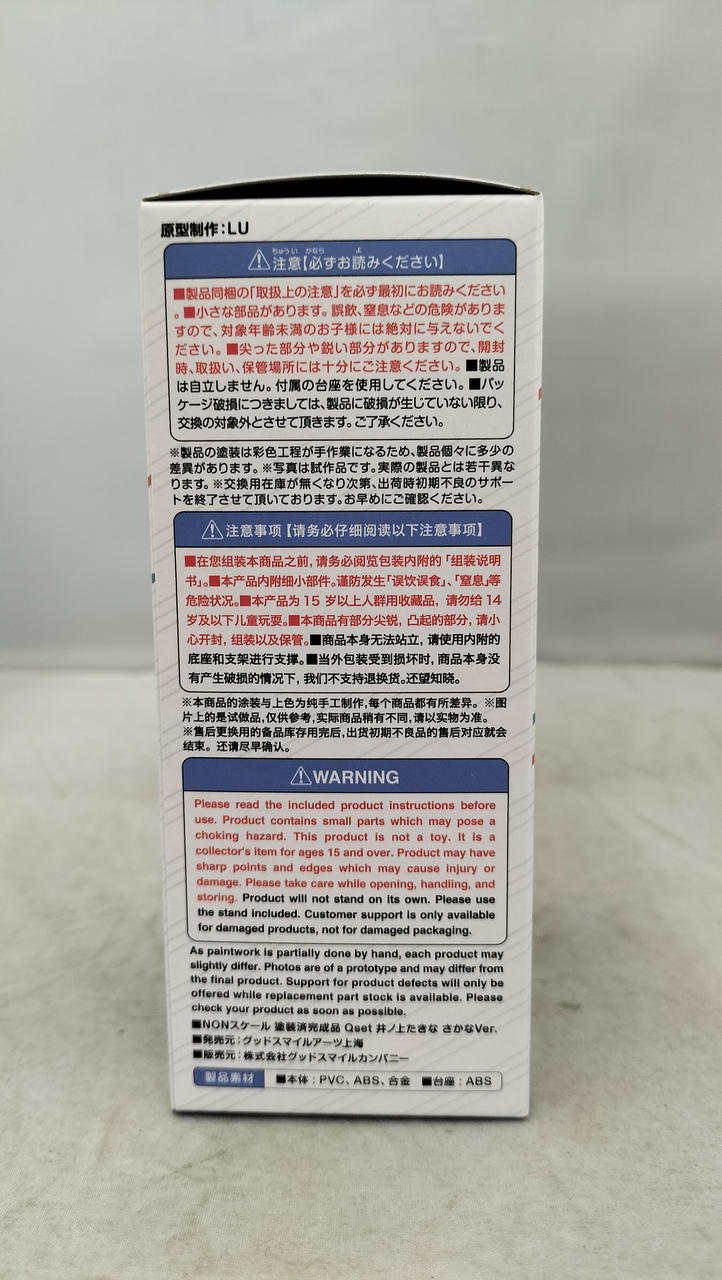 原型制作:LU
ちゅうい かなら よ
⚠注意【必ずお読みください】
■製品同梱の「取扱上の注意」を必ず最初にお読みください
。■小さな部品があります。誤飲、窒息などの危険がありま
すので、対象年齢未満のお子様には絶対に与えないでく
ださい。■尖った部分や鋭い部分がありますので、開封
時、取扱い、保管場所には十分にご注意ください。■製品
は自立しません。付属の台座を使用してください。■パッ
ケージ破損につきましては、製品に破損が生じていない限り、
交換の対象外とさせて頂きます。ご了承ください。
※製品の塗装は彩色工程が手作業になるため、製品個々に多少の
差異があります。※写真は試作品です。実際の製品とは若干異な
ります。※交換用在庫が無くなり次第、出荷時初期不良のサポー
トを終了させて頂いております。お早めにご確認ください。
⚠注意事项【请务必仔细阅读以下注意事项】
■在您组装本商品之前,请务必阅览包装内附的「组装说明
书」。■本产品内附细小部件。谨防发生「误饮误食」、「窒息」等
危险状况。■本产品为 15 岁以上人群用收藏品, 请勿给 14
岁及以下儿童玩耍。■本商品有部分尖锐, 凸起的部分, 请小
心开封, 组装以及保管。■商品本身无法站立, 请使用内附的
底座和支架进行支撑。■当外包装受到损坏时, 商品本身没
有产生破损的情况下, 我们不支持退换货。还望知晓。
※本商品的涂装与上色为纯手工制作,每个商品都有所差异。※图
片上的是试做品,仅供参考,实际商品稍有不同,请以实物为准。
※售后更换用的备品库存用完后,出货初期不良品的售后对应就会
结束。还请尽早确认。
⚠WARNING
Please read the included product instructions before
use. Product contains small parts which may pose a
choking hazard. This product is not a toy. It is a
collector's item for ages 15 and over. Product may have
sharp points and edges which may cause injury or
damage. Please take care while opening, handling, and
storing. Product will not stand on its own. Please use
the stand included. Customer support is only available
for damaged products, not for damaged packaging.
As paintwork is partially done by hand, each product may
slightly differ. Photos are of a prototype and may differ from
the final product. Support for product defects will only be
offered while replacement part stock is available. Please
check your product as soon as possible.
■NONスケール 塗装済完成品 Qset 井ノ上たきな さかなVer.
■発売元:グッドスマイルアーツ上海
■販売元:株式会社グッドスマイルカンパニー
製品素材 ■本体:PVC、ABS、合金 ■台座:ABS